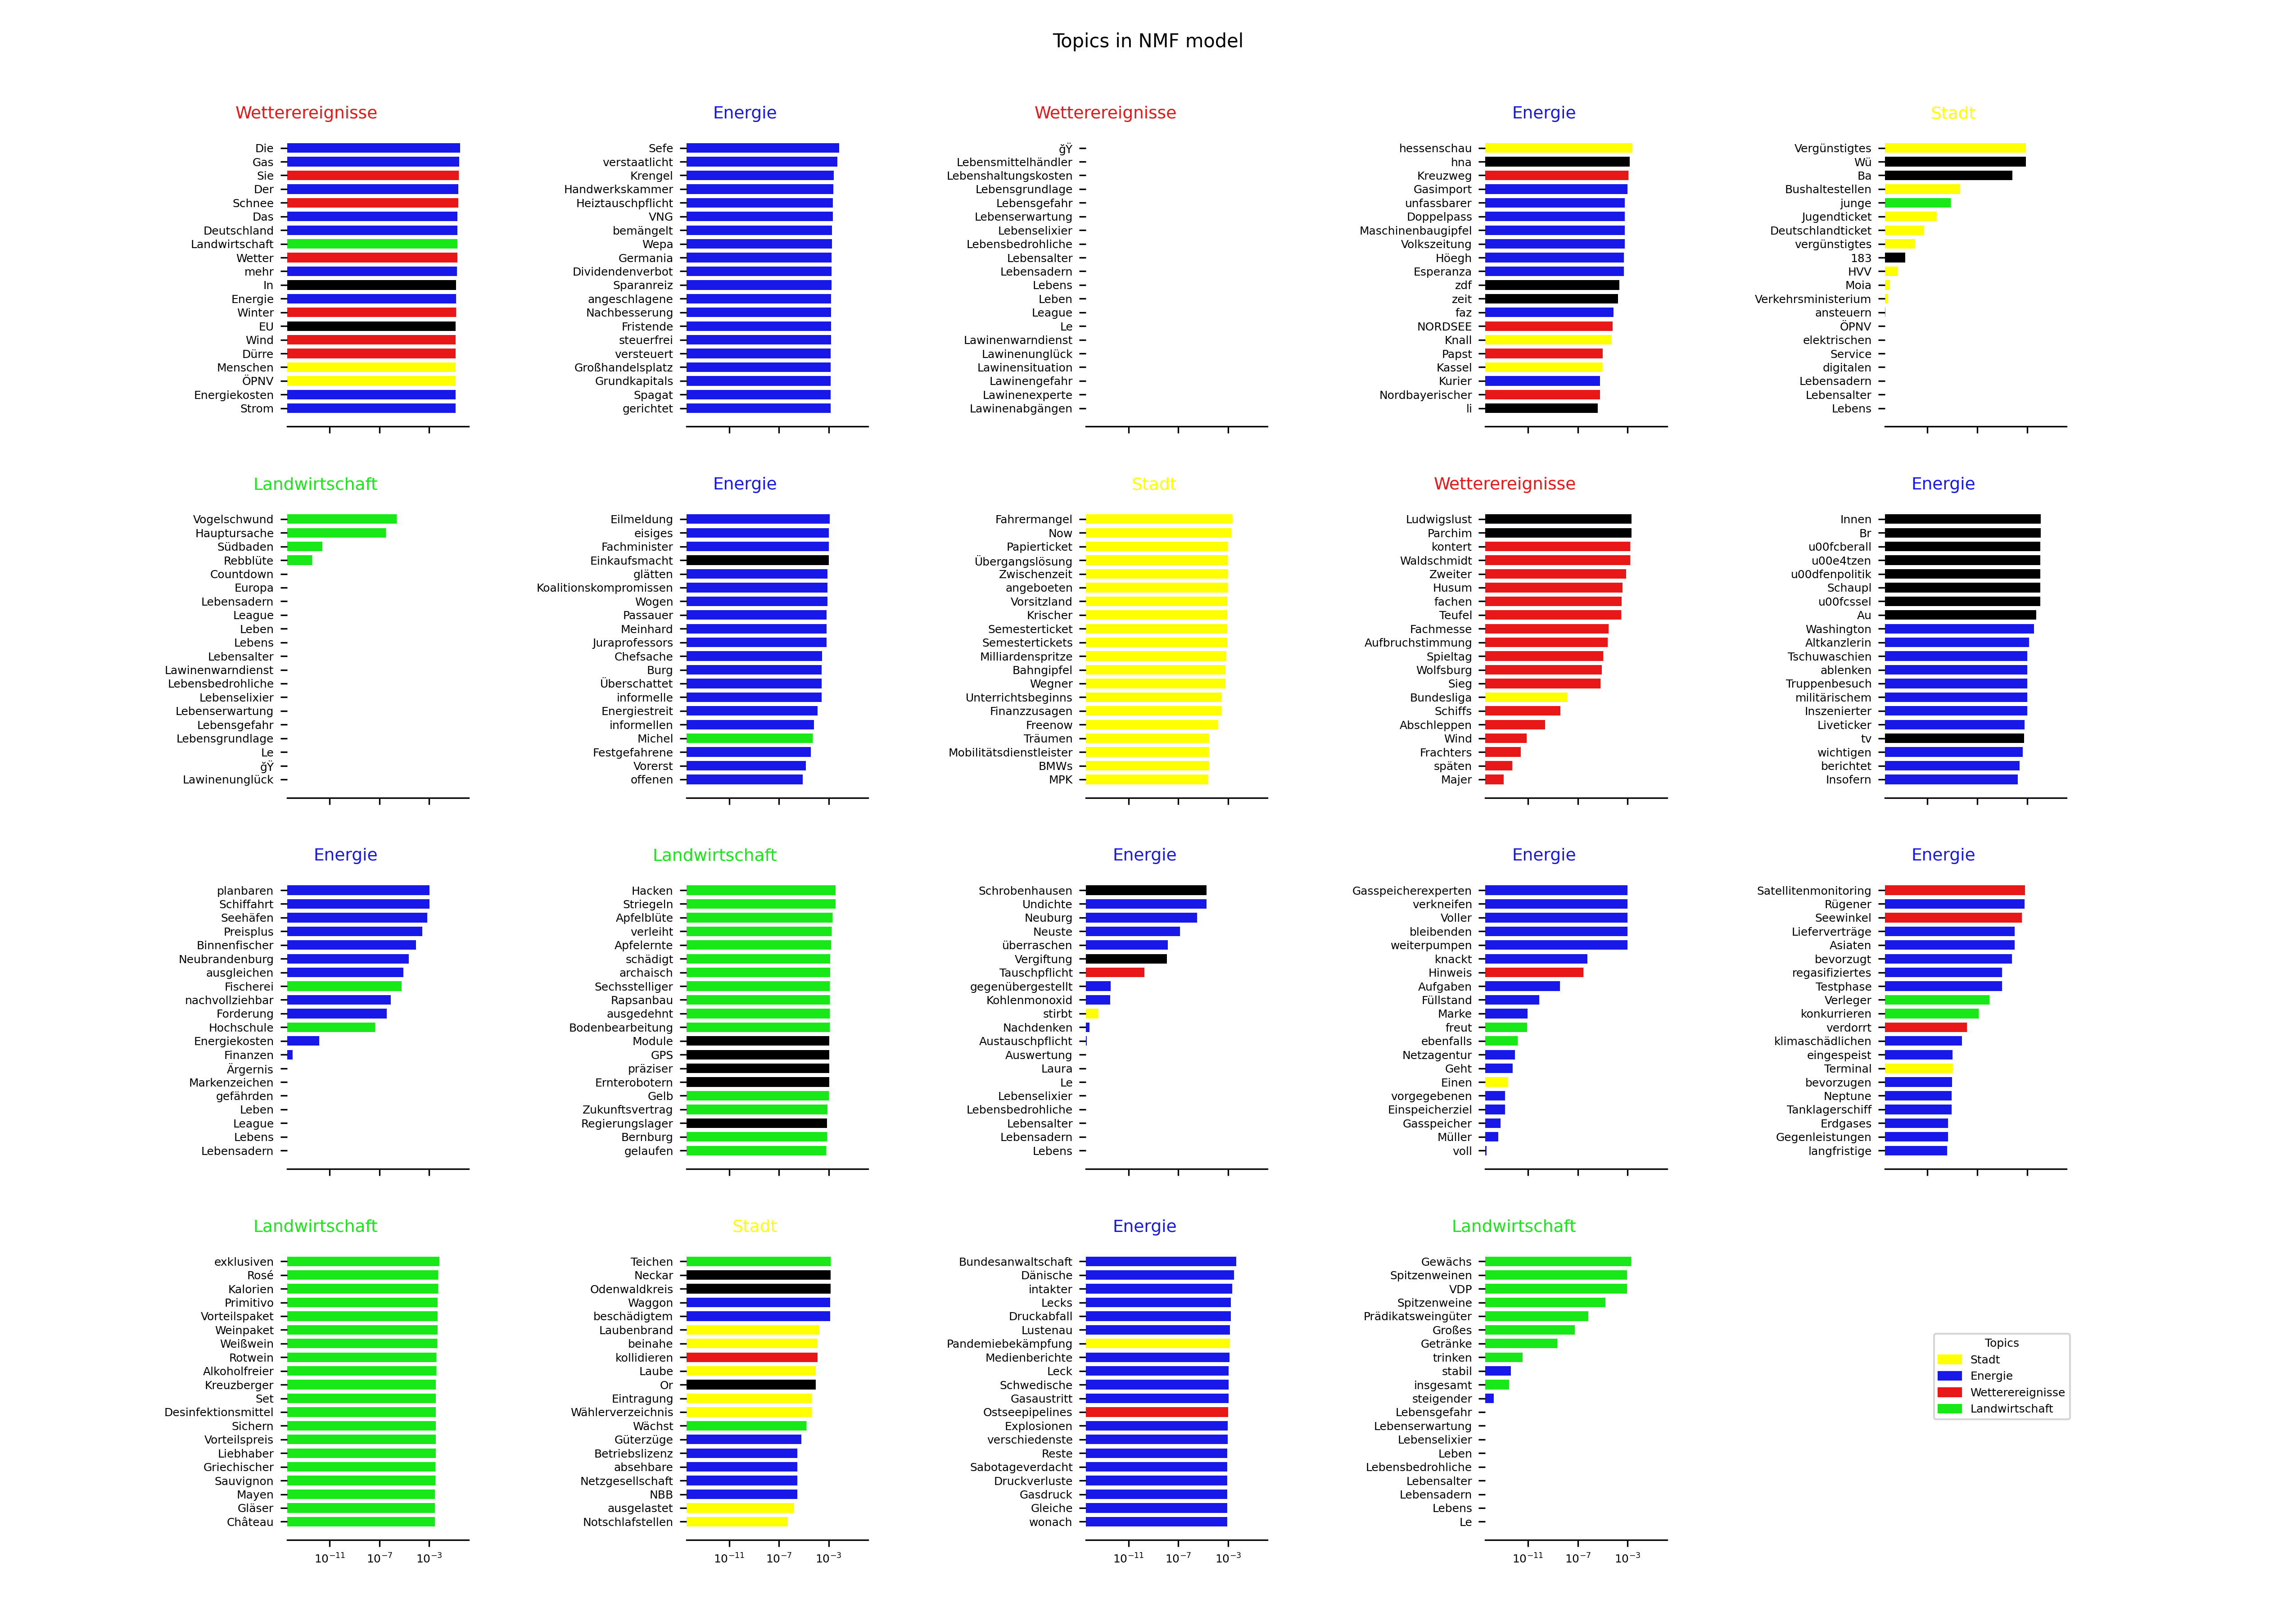 Topics in NMF model
Wetterereignisse
Die
Gas
Sie
Der
Schnee
Das
Deutschland
Landwirtschaft
Wetter
mehr
In
Energie
Winter
EU
Wind
Dürre
Menschen
ÖPNV
Energiekosten
Strom
Energie
Sefe
verstaatlicht
Krengel
Handwerkskammer
Heiztauschpflicht
VNG
bemängelt
Wepa
Germania
Dividendenverbot
Sparanreiz
angeschlagene
Nachbesserung
Fristende
steuerfrei
versteuert
Großhandelsplatz
Grundkapitals
Spagat
gerichtet
Wetterereignisse
ğŸ
Lebensmittelhändler
Lebenshaltungskosten
Lebensgrundlage
Lebensgefahr
Lebenserwartung
Lebenselixier
Lebensbedrohliche
Lebensalter
Lebensadern
Lebens
Leben
League
Le
Lawinenwarndienst
Lawinenunglück
Lawinensituation
Lawinengefahr
Lawinenexperte
Lawinenabgängen
Energie
hessenschau
hna
Kreuzweg
Gasimport
unfassbarer
Doppelpass
Maschinenbaugipfel
Volkszeitung
Höegh
Esperanza
zdf
zeit
faz
NORDSEE
Knall
Papst
Kassel
Kurier
Nordbayerischer
li
Stadt
Vergünstigtes
Wü
Ba
Bushaltestellen
junge
Jugendticket
Deutschlandticket
vergünstigtes
183
HVV
Moia
Verkehrsministerium
ansteuern
ÖPNV
elektrischen
Service
digitalen
Lebensadern
Lebensalter
Lebens
Landwirtschaft
Vogelschwund
Hauptursache
Südbaden
Rebblüte
Countdown
Europa
Lebensadern
League
Leben
Lebens
Lebensalter
Lawinenwarndienst
Lebensbedrohliche
Lebenselixier
Lebenserwartung
Lebensgefahr
Lebensgrundlage
Le
ğŸ
Lawinenunglück
Energie
Eilmeldung
eisiges
Fachminister
Einkaufsmacht
glätten
Koalitionskompromissen
Wogen
Passauer
Meinhard
Juraprofessors
Chefsache
Burg
Überschattet
informelle
Energiestreit
informellen
Michel
Festgefahrene
Vorerst
offenen
Stadt
Fahrermangel
Now
Papierticket
Übergangslösung
Zwischenzeit
angeboten
Vorsitzland
Krischer
Semesterticket
Semestertickets
Milliardenspritze
Bahngipfel
Wegner
Unterrichtsbeginns
Finanzzusagen
Freenow
Träumen
Mobilitätsdienstleister
BMWs
MPK
Wetterereignisse
Ludwigslust
Parchim
kontert
Waldschmidt
Zweiter
Husum
fachen
Teufel
Fachmesse
Aufbruchstimmung
Spieltag
Wolfsburg
Sieg
Bundesliga
Schiffs
Abschleppen
Wind
Frachters
späten
Majer
Energie
Innen
Br
u00fcberall
u00e4tzen
u00dfenpolitik
Schaupl
u00fcssel
Au
Washington
Altkanzlerin
Tschuwaschien
ablenken
Truppenbesuch
militärischem
Inszenierter
Liveticker
tv
wichtigen
berichtet
Insofern
Energie
planbaren
Schiffahrt
Seehäfen
Preisplus
Binnenfischer
Neubrandenburg
ausgleichen
Fischerei
nachvollziehbar
Forderung
Hochschule
Energiekosten
Finanzen
Ärgernis
Markenzeichen
gefährden
Leben
League
Lebens
Lebensadern
Landwirtschaft
Hacken
Striegeln
Apfelblüte
verleiht
Apfelernte
schädigt
archaisch
Sechsstelliger
Rapsanbau
ausgedehnt
Bodenbearbeitung
Module
GPS
präziser
Ernterobotern
Gelb
Zukunftsvertrag
Regierungslager
Bernburg
gelaufen
Energie
Schrobenhausen
Undichte
Neuburg
Neuste
überraschen
Vergiftung
Tauschpflicht
gegenübergestellt
Kohlenmonoxid
stirbt
Nachdenken
Austauschpflicht
Auswertung
Laura
Le
Lebenselixier
Lebensbedrohliche
Lebensalter
Lebensadern
Lebens
Energie
Gasspeicherexperten
verkneifen
Voller
bleibenden
weiterpumpen
knackt
Hinweis
Aufgaben
Füllstand
Marke
freut
ebenfalls
Netzagentur
Geht
Einen
vorgegebenen
Einspeicherziel
Gasspeicher
Müller
voll
Energie
Satellitenmonitoring
Rügener
Seewinkel
Lieferverträge
Asiaten
bevorzugt
regasifiziertes
Testphase
Verleger
konkurrieren
verdorrt
klimaschädlichen
eingespeist
Terminal
bevorzugen
Neptune
Tanklagerschiff
Erdgases
Gegenleistungen
langfristige
Landwirtschaft
exklusiven
Rosé
Kalorien
Primitivo
Vorteilspaket
Weinpaket
Weißwein
Rotwein
Alkoholfreier
Kreuzberger
Set
Desinfektionsmittel
Sichern
Vorteilspreis
Liebhaber
Griechischer
Sauvignon
Mayen
Gläser
Château
10⁻¹¹ 10⁻⁷ 10⁻³
Stadt
Teichen
Neckar
Odenwaldkreis
Waggon
beschädigtem
Laubenbrand
beinahe
kollidieren
Laube
Or
Eintragung
Wählerverzeichnis
Wächst
Güterzüge
Betriebslizenz
absehbare
Netzgesellschaft
NBB
ausgelastet
Notschlafstellen
10⁻¹¹ 10⁻⁷ 10⁻³
Energie
Bundesanwaltschaft
Dänische
intakter
Lecks
Druckabfall
Lustenau
Pandemiebekämpfung
Medienberichte
Leck
Schwedische
Gasaustritt
Ostseepipelines
Explosionen
verschiedenste
Reste
Sabotageverdacht
Druckverluste
Gasdruck
Gleiche
wonach
10⁻¹¹ 10⁻⁷ 10⁻³
Landwirtschaft
Gewächs
Spitzenweinen
VDP
Spitzenweine
Prädikatsweingüter
Großes
Getränke
trinken
stabil
insgesamt
steigender
Lebensgefahr
Lebenserwartung
Lebenselixier
Leben
Lebensbedrohliche
Lebensalter
Lebensadern
Lebens
Le
10⁻¹¹ 10⁻⁷ 10⁻³
Topics
Stadt
Energie
Wetterereignisse
Landwirtschaft